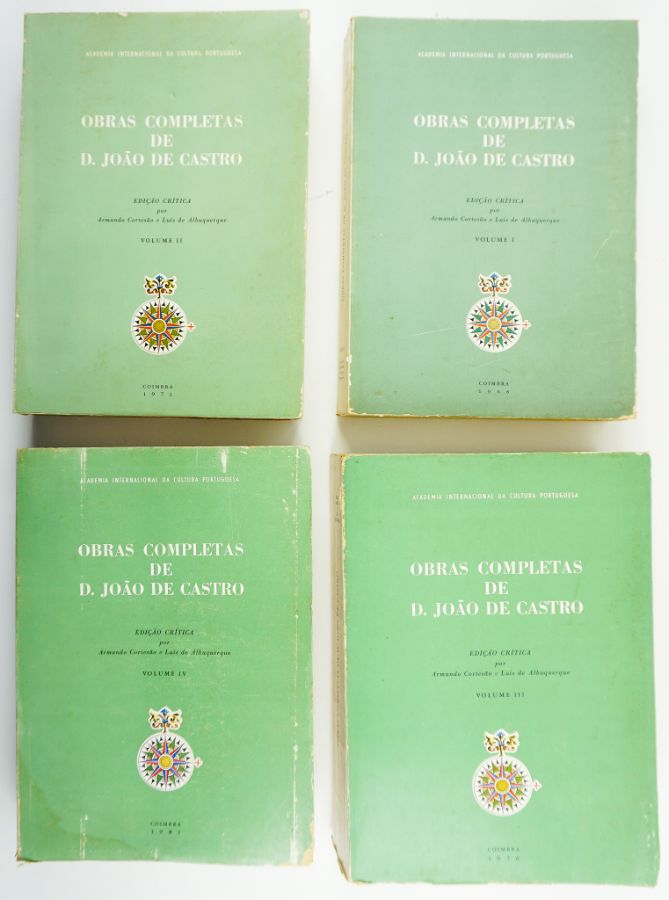 ACADEMIA INTERNACIONAL DA CULTURA PORTUGUESA
OBRAS COMPLETAS
DE
D. JOÃO DE CASTRO
EDIÇÃO CRÍTICA
por
Armando Cortesão e Luís de Albuquerque
VOLUME II
COIMBRA
1971
ACADEMIA INTERNACIONAL DA CULTURA PORTUGUESA
OBRAS COMPLETAS
DE
D. JOÃO DE CASTRO
EDIÇÃO CRÍTICA
por
Armando Cortesão e Luís de Albuquerque
VOLUME I
COIMBRA
1968
ACADEMIA INTERNACIONAL DA CULTURA PORTUGUESA
OBRAS COMPLETAS
DE
D. JOÃO DE CASTRO
EDIÇÃO CRÍTICA
por
Armando Cortesão e Luís de Albuquerque
VOLUME IV
COIMBRA
ACADEMIA INTERNACIONAL DA CULTURA PORTUGUESA
OBRAS COMPLETAS
DE
D. JOÃO DE CASTRO
EDIÇÃO CRÍTICA
por
Armando Cortesão e Luís de Albuquerque
VOLUME III
COIMBRA
1976